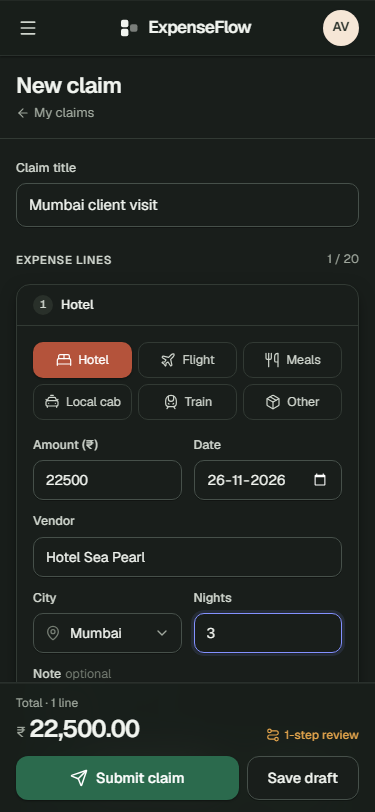 ExpenseFlow
AV
New claim
← My claims
Claim title
Mumbai client visit
EXPENSE LINES 1 / 20
1 Hotel
Hotel Flight Meals
Local cab Train Other
Amount (₹) Date
22500 26-11-2026
Vendor
Hotel Sea Pearl
City Nights
Mumbai 3
Note optional
Total · 1 line
₹ 22,500.00 1-step review
Submit claim Save draft